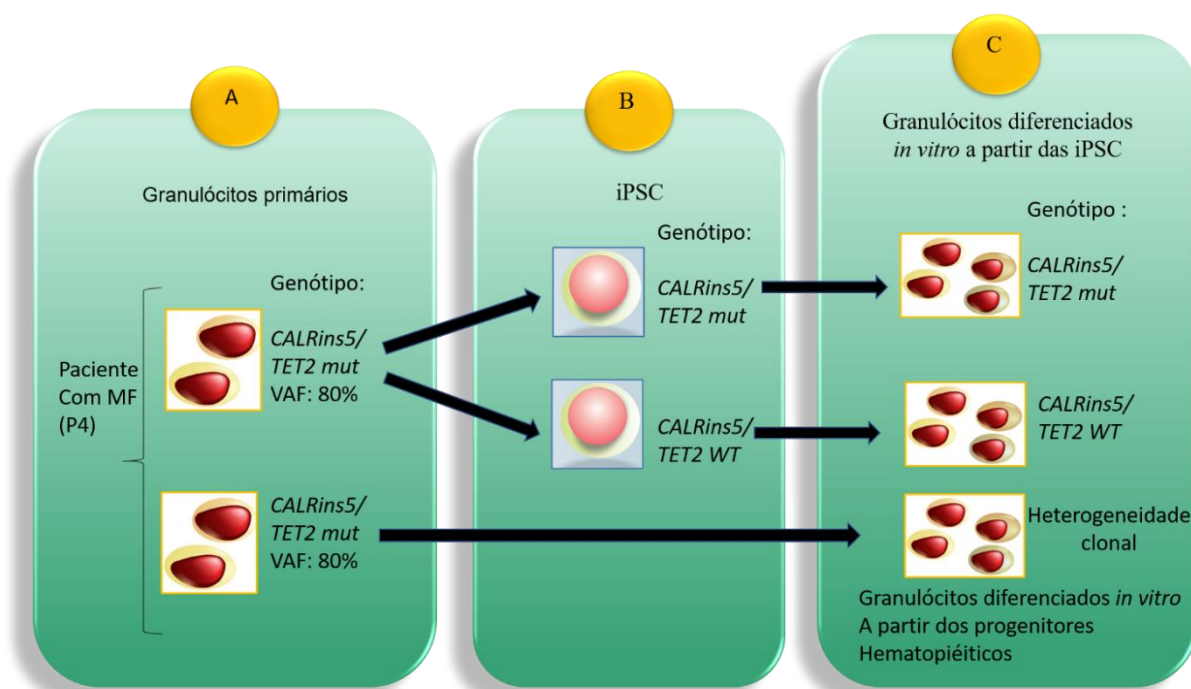 A
Granulócitos primários
Genótipo:
CALRins5/
TET2 mut
VAF: 80%
Paciente
Com MF
(P4)
CALRins5/
TET2 mut
VAF: 80%
B
iPSC
Genótipo:
CALRins5/
TET2 mut
CALRins5/
TET2 WT
C
Granulócitos diferenciados
in vitro a partir das iPSC
Genótipo :
CALRins5/
TET2 mut
CALRins5/
TET2 WT
Heterogeneidade
clonal
Granulócitos diferenciados in vitro
A partir dos progenitores
Hematopiéiticos